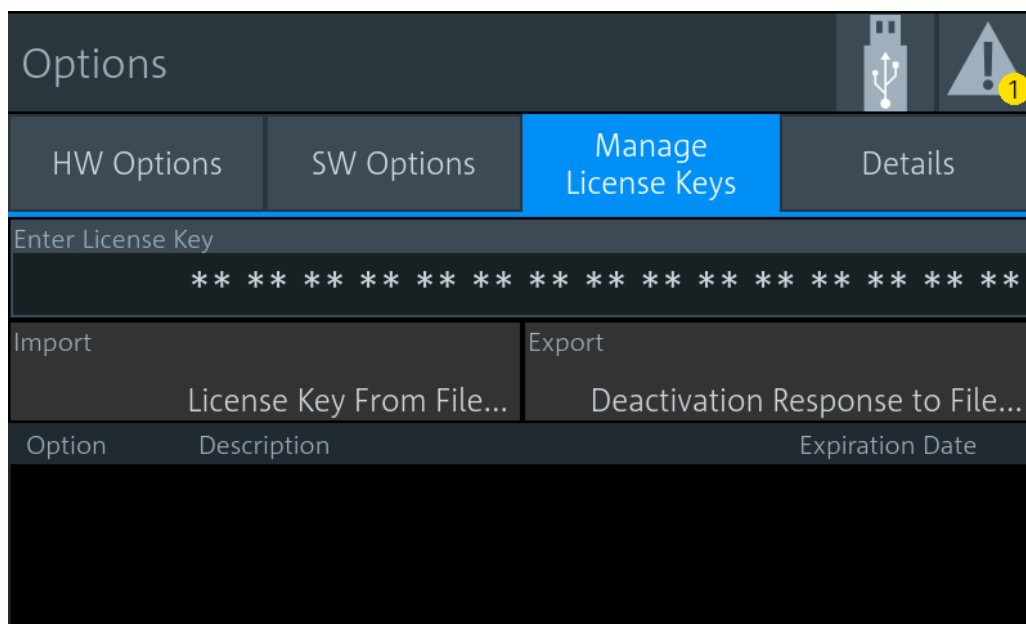 Options
1
HW Options
SW Options
Manage
License Keys
Details
Enter License Key
** ** ** ** ** ** ** ** ** ** ** ** ** ** **
Import
License Key From File...
Export
Deactivation Response to File...
Option Description Expiration Date